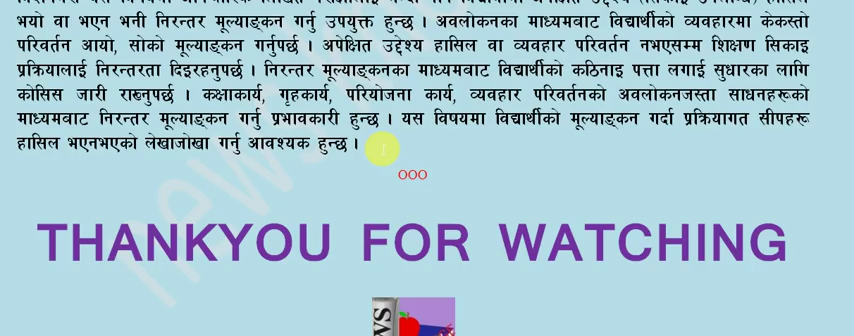 भयो वा भएन भनी निरन्तर मूल्याङ्कन गर्नु उपयुक्त हुन्छ । अवलोकनका माध्यमवाट विद्यार्थीको व्यवहारमा केकस्तो
परिवर्तन आयो, सोको मूल्याङ्कन गर्नुपर्छ । अपेक्षित उद्देश्य हासिल वा व्यवहार परिवर्तन नभएसम्म शिक्षण सिकाइ
प्रक्रियालाई निरन्तरता दिइरहनुपर्छ । निरन्तर मूल्याङ्कनका माध्यमवाट विद्यार्थीको कठिनाइ पत्ता लगाई सुधारका लागि
कोसिस जारी राख्नुपर्छ । कक्षाकार्य, गृहकार्य, परियोजना कार्य, व्यवहार परिवर्तनको अवलोकनजस्ता साधनहरूको
माध्यमवाट निरन्तर मूल्याङ्कन गर्नु प्रभावकारी हुन्छ । यस विषयमा विद्यार्थीको मूल्याङ्कन गर्दा प्रक्रियागत सीपहरू
हासिल भएनभएको लेखाजोखा गर्नु आवश्यक हुन्छ ।
OOO
THANKYOU FOR WATCHING